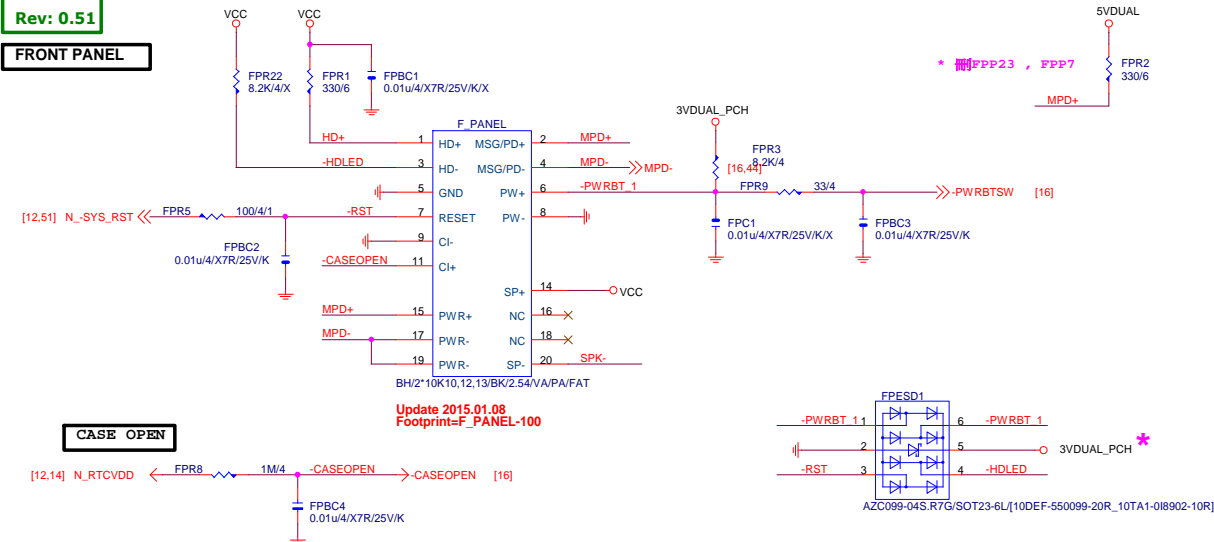 Rev: 0.51
FRONT PANEL
VCC
VCC
5VDUAL
FPR22
8.2K/4/X
FPR1
330/6
FPBC1
0.01u/4/X7R/25V/K/X
* 刪FPP23 , FPP7
FPR2
330/6
MPD+
3VDUAL_PCH
F_PANEL
HD+
1
HD+
MSG/PD+
2
MPD+
-HDLED
3
HD-
MSG/PD-
4
MPD-
MPD-
[16,44]
FPR3
8.2K/4
5
GND
PW+
6
-PWRBT_1
FPR9
33/4
-PWRBTSW
[16]
[12,51]
N_-SYS_RST
FPR5
100/4/1
-RST
7
RESET
PW-
8
FPBC2
0.01u/4/X7R/25V/K
9
CI-
FPC1
0.01u/4/X7R/25V/K/X
FPBC3
0.01u/4/X7R/25V/K
-CASEOPEN
11
CI+
SP+
14
VCC
MPD+
15
PWR+
NC
16
MPD-
17
PWR-
NC
18
19
PWR-
SP-
20
SPK-
BH/2*10K10,12,13/BK/2.54/VA/PA/FAT
Update 2015.01.08
Footprint=F_PANEL-100
CASE OPEN
[12,14]
N_RTCVDD
FPR8
1M/4
-CASEOPEN
-CASEOPEN
[16]
FPBC4
0.01u/4/X7R/25V/K
FPESD1
-PWRBT_1
1
6
-PWRBT_1
2
5
3VDUAL_PCH
*
-RST
3
4
-HDLED
AZC099-04S.R7G/SOT23-6L/[10DEF-550099-20R_10TA1-0I8902-10R]